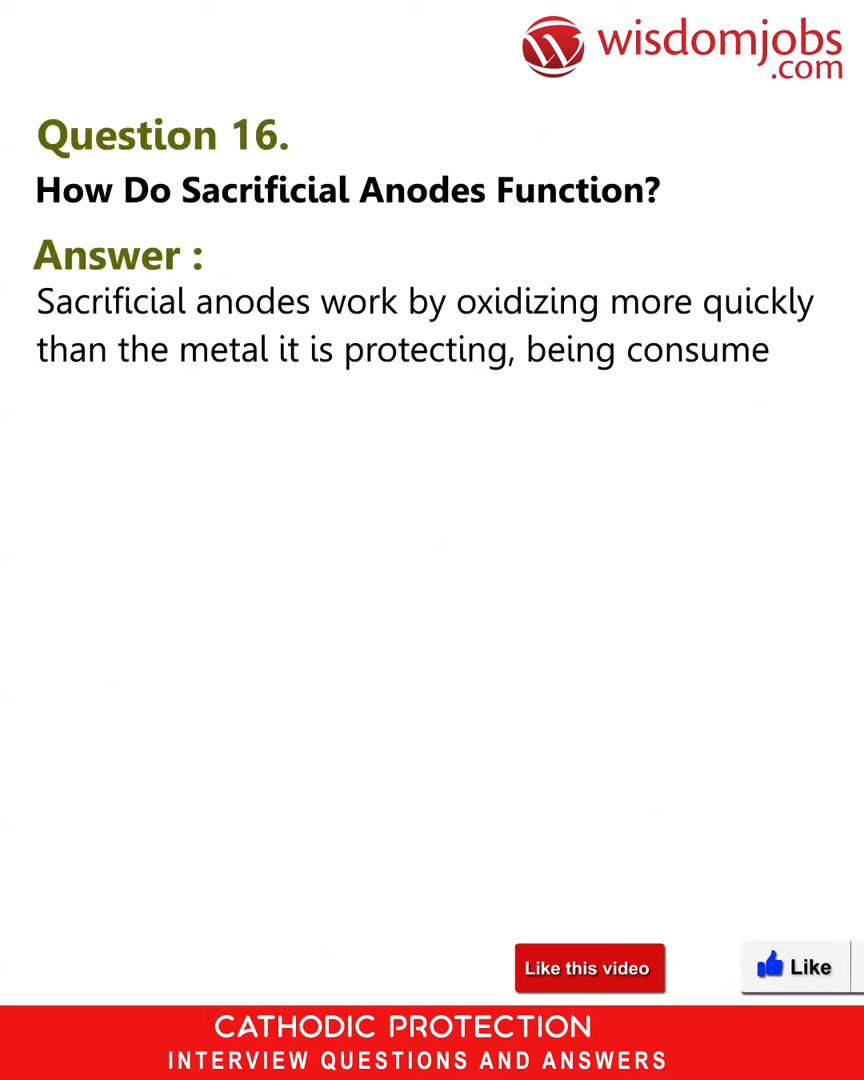 wisdomjobs
.com
Question 16.
How Do Sacrificial Anodes Function?
Answer :
Sacrificial anodes work by oxidizing more quickly
than the metal it is protecting, being consume
Like this video
Like
CATHODIC PROTECTION
INTERVIEW QUESTIONS AND ANSWERS